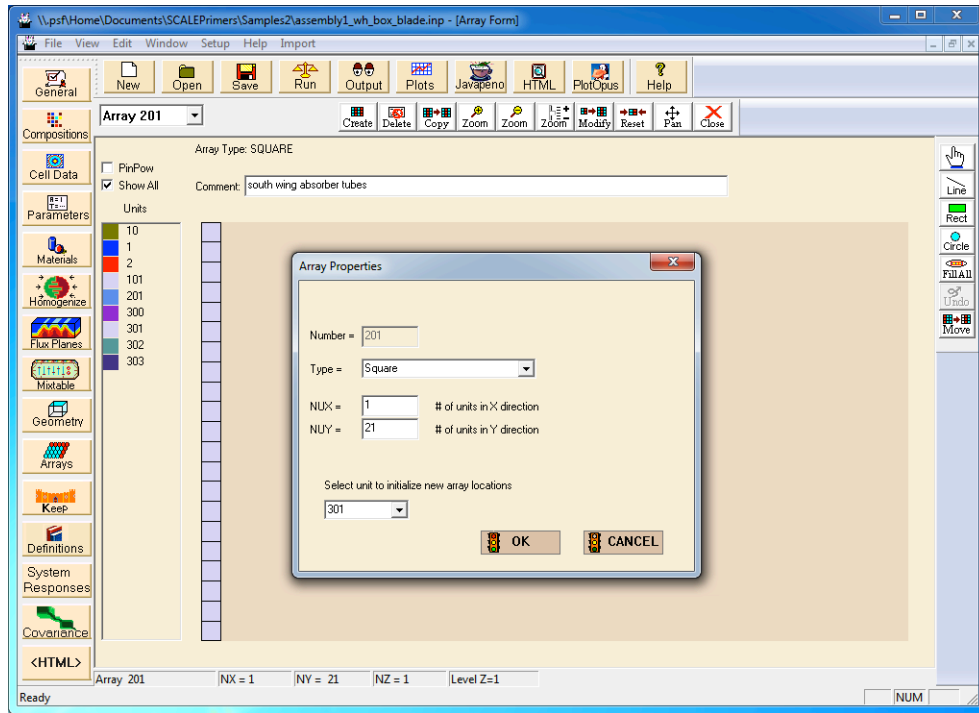 \\.psf\Home\Documents\SCALEPrimers\Samples2\assembly1_wh_box_blade.inp - [Array Form]
File View Edit Window Setup Help Import
General
New Open Save Run Output Plots Javapeno HTML PlotOpus Help
Array 201
Create Delete Copy Zoom Zoom Zoom Modify Reset Pan Close
Compositions
Cell Data
Parameters
Materials
Homogenize
Flux Planes
Mixtable
Geometry
Arrays
Keep
Definitions
System
Responses
Covariance
<HTML>
Array Type: SQUARE
PinPow
Show All
Comment: south wing absorber tubes
Units
10
1
2
101
201
300
301
302
303
Array Properties
Number = 201
Type = Square
NUX = 1 # of units in X direction
NUY = 21 # of units in Y direction
Select unit to initialize new array locations
301
OK CANCEL
Line
Rect
Circle
Fill All
Undo
Move
Array 201 NX = 1 NY = 21 NZ = 1 Level Z=1
Ready NUM